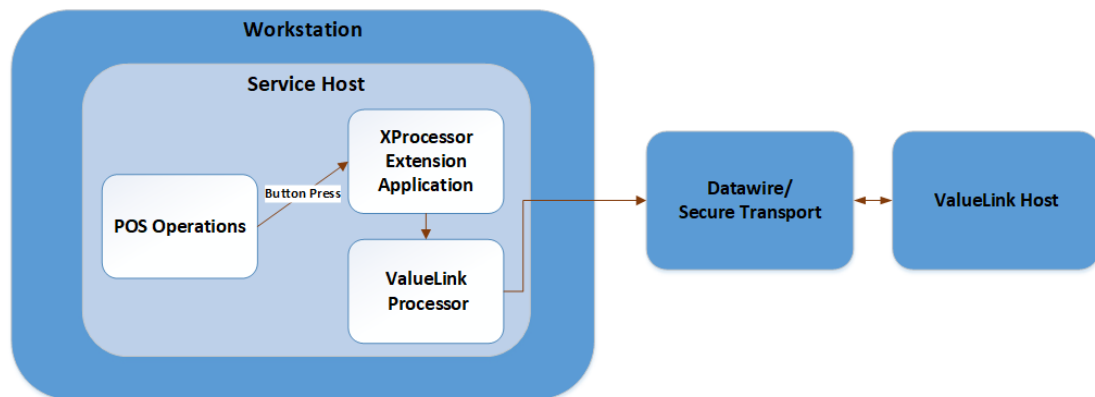 Workstation
Service Host
XProcessor
Extension
Application
Button Press
POS Operations
ValueLink
Processor
Datawire/
Secure Transport
ValueLink Host